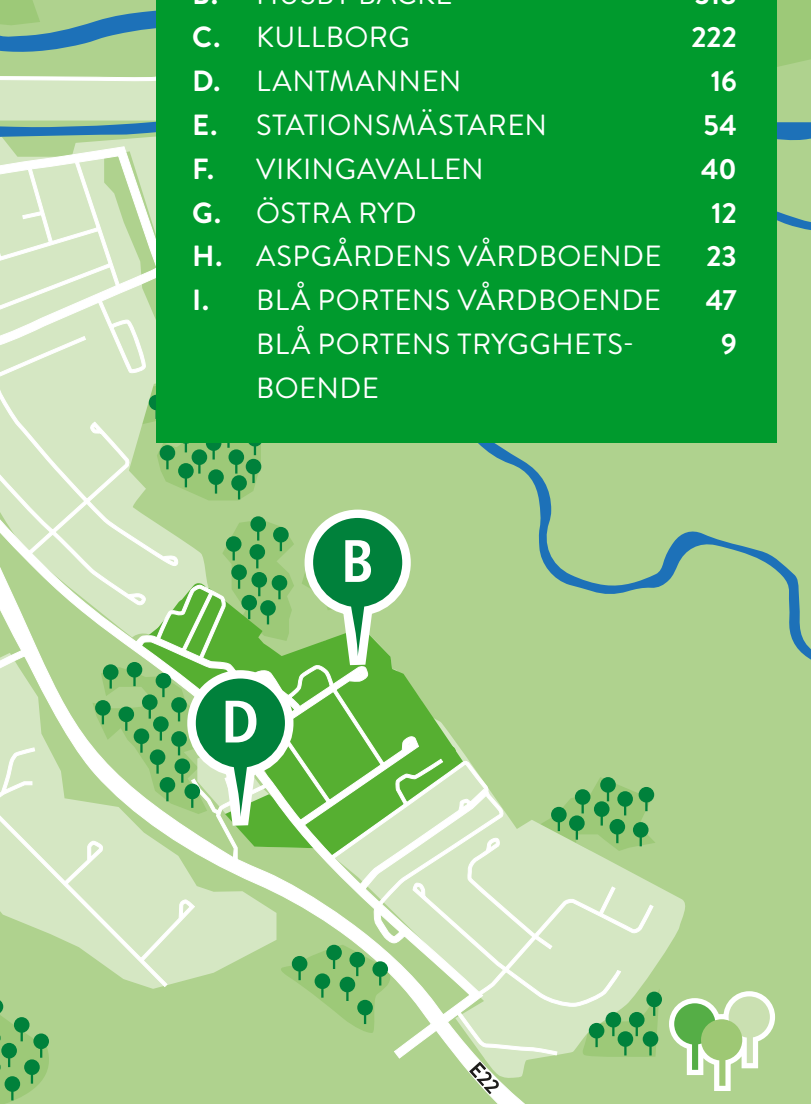 C. KULLBORG 222
D. LANTMANNEN 16
E. STATIONSMÄSTAREN 54
F. VIKINGAVALLEN 40
G. ÖSTRA RYD 12
H. ASPGÅRDENS VÅRDBOENDE 23
I. BLÅ PORTENS VÅRDBOENDE 47
BLÅ PORTENS TRYGGHETS- 9
BOENDE
B
D
E22